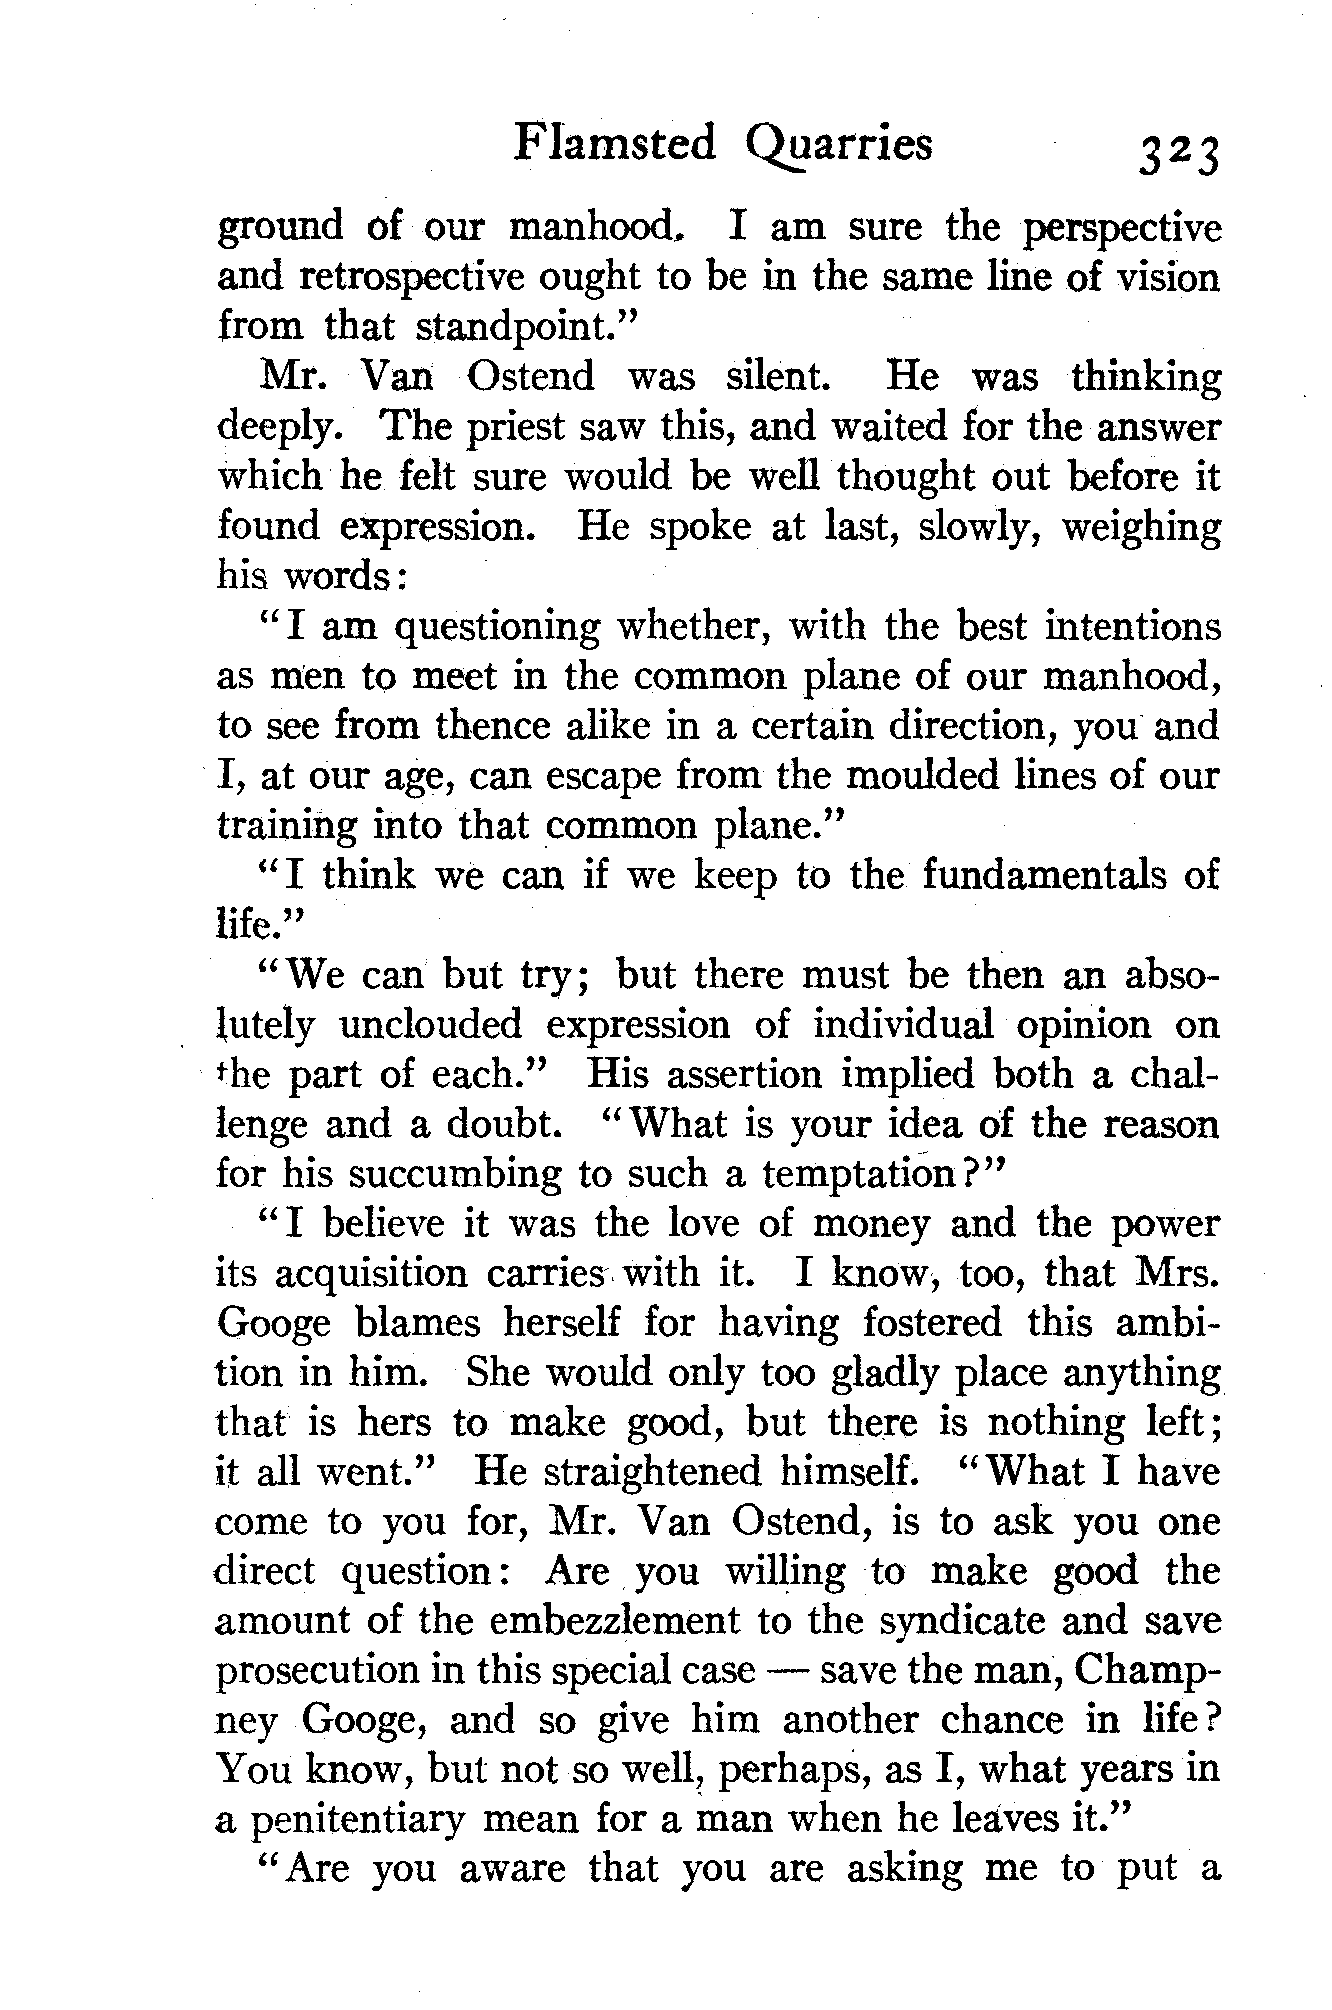 Flamsted Quarries 323
ground of our manhood. I am sure the perspective
and retrospective ought to be in the same line of vision
from that standpoint.”
Mr. Van Ostend was silent. He was thinking
deeply. The priest saw this, and waited for the answer
which he felt sure would be well thought out before it
found expression. He spoke at last, slowly, weighing
his words:
“I am questioning whether, with the best intentions
as men to meet in the common plane of our manhood,
to see from thence alike in a certain direction, you and
I, at our age, can escape from the moulded lines of our
training into that common plane.”
“I think we can if we keep to the fundamentals of
life.”
“We can but try; but there must be then an abso-
lutely unclouded expression of individual opinion on
the part of each.” His assertion implied both a chal-
lenge and a doubt. “What is your idea of the reason
for his succumbing to such a temptation?”
“I believe it was the love of money and the power
its acquisition carries with it. I know, too, that Mrs.
Googe blames herself for having fostered this ambi-
tion in him. She would only too gladly place anything
that is hers to make good, but there is nothing left;
it all went.” He straightened himself. “What I have
come to you for, Mr. Van Ostend, is to ask you one
direct question: Are you willing to make good the
amount of the embezzlement to the syndicate and save
prosecution in this special case — save the man, Champ-
ney Googe, and so give him another chance in life?
You know, but not so well, perhaps, as I, what years in
a penitentiary mean for a man when he leaves it.”
“Are you aware that you are asking me to put a